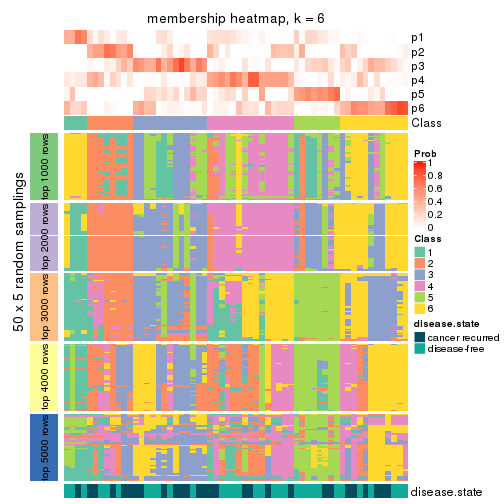 membership heatmap, k = 6
p1
p2
p3
p4
p5
p6
Class
50 x 5 random samplings
top 1000 rows
top 2000 rows
top 3000 rows
top 4000 rows
top 5000 rows
disease.state
Prob
1
0.8
0.6
0.4
0.2
0
Class
1
2
3
4
5
6
disease.state
cancer recurred
disease-free